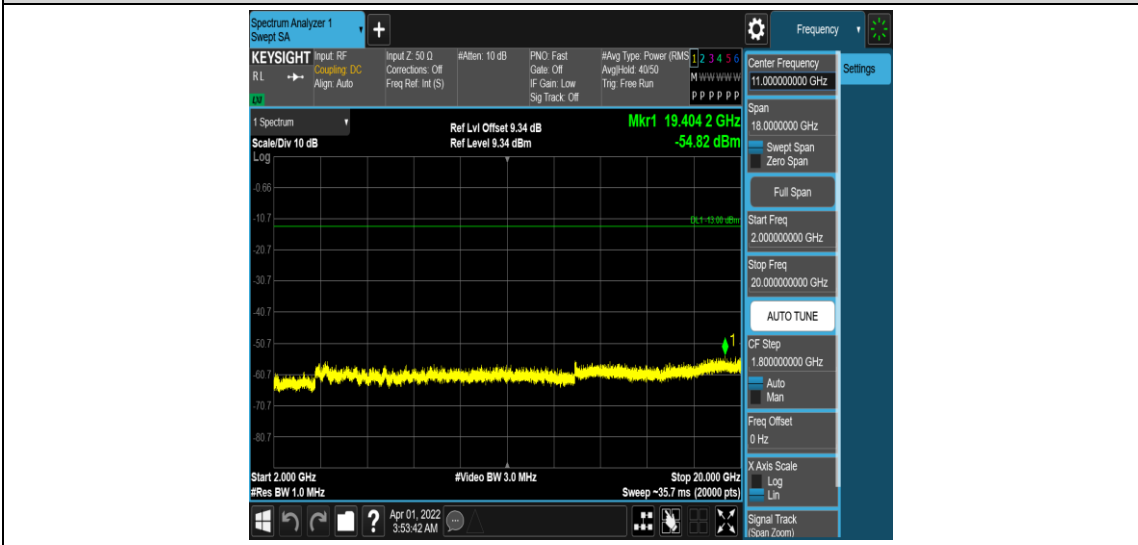 Spectrum Analyzer 1
Swept SA
Frequency
KEYSIGHT
RL
LXI
Input: RF
Coupling: DC
Align: Auto
Input Z: 50 Ω
Corrections: Off
Freq Ref: Int (S)
#Atten: 10 dB
PNO: Fast
Gate: Off
IF Gain: Low
Sig Track: Off
#Avg Type: Power (RMS
Avg|Hold: 40/50
Trig: Free Run
1 2 3 4 5 6
M W W W W W
P P P P P P
Center Frequency
11.000000000 GHz
Settings
1 Spectrum
Scale/Div 10 dB
Ref Lvl Offset 9.34 dB
Ref Level 9.34 dBm
Mkr1 19.404 2 GHz
-54.82 dBm
Log
-0.66
-10.7
-20.7
-30.7
-40.7
-50.7
-60.7
-70.7
-80.7
DL1 -13.00 dBm
1
Start 2.000 GHz
#Res BW 1.0 MHz
#Video BW 3.0 MHz
Stop 20.000 GHz
Sweep ~35.7 ms (20000 pts)
Span
18.0000000 GHz
Swept Span
Zero Span
Full Span
Start Freq
2.000000000 GHz
Stop Freq
20.000000000 GHz
AUTO TUNE
CF Step
1.800000000 GHz
Auto
Man
Freq Offset
0 Hz
X Axis Scale
Log
Lin
Signal Track
(Span Zoom)
?
Apr 01, 2022
3:53:42 AM